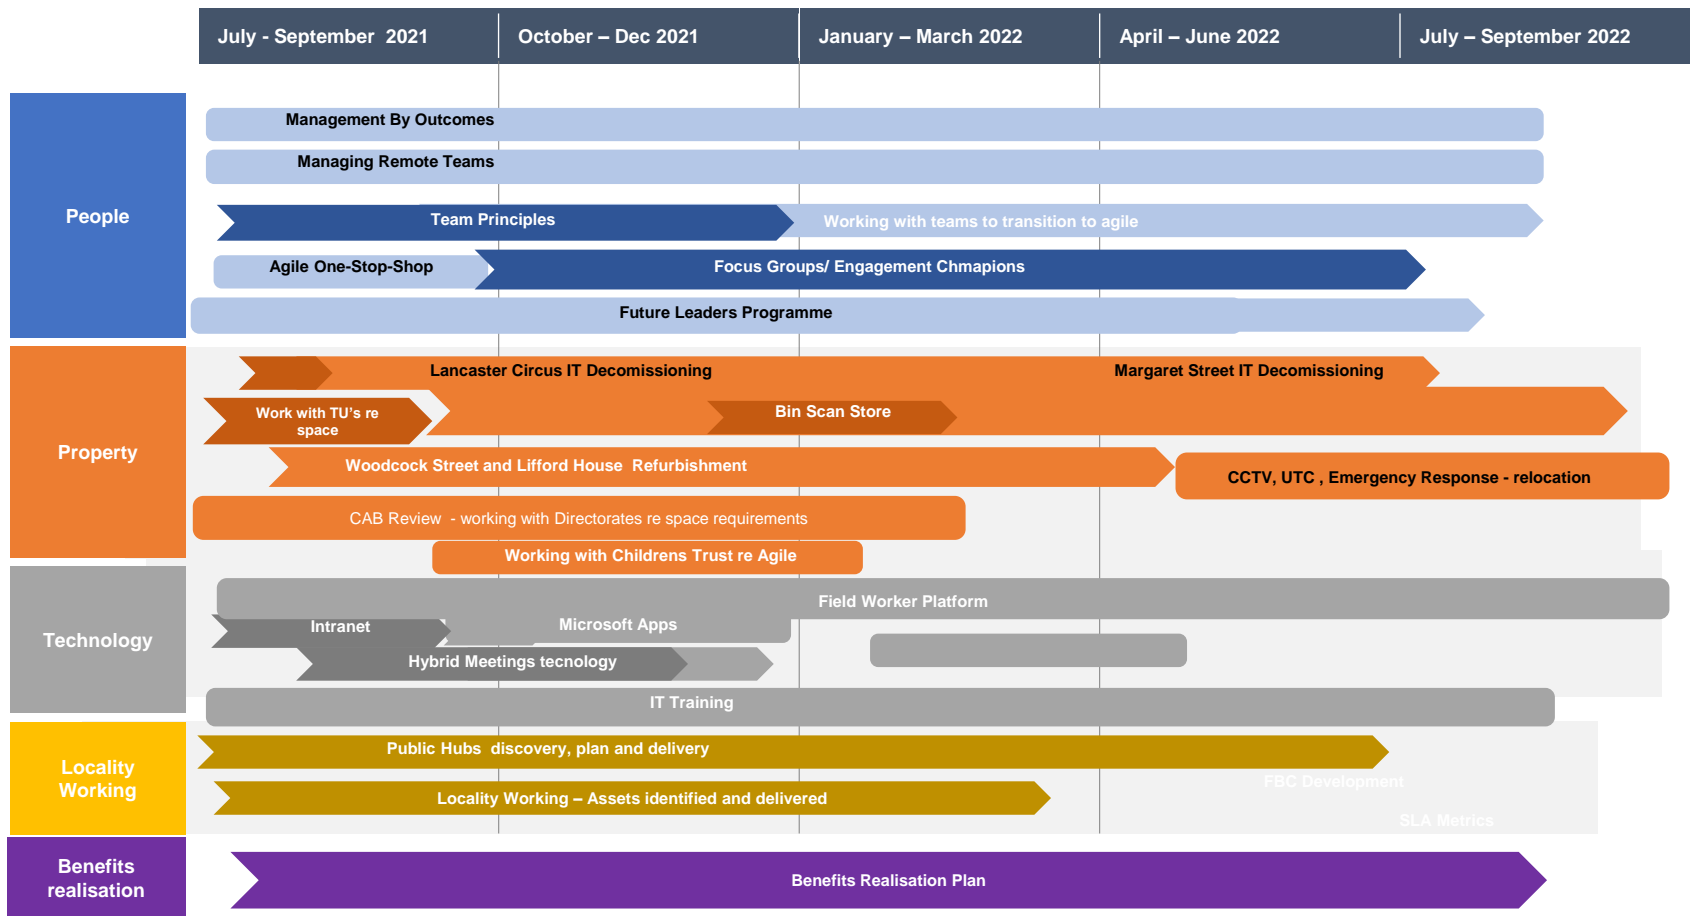 July - September  2021
October – Dec 2021
January – March 2022
April – June 2022
July – September 2022
People
Management By Outcomes
Managing Remote Teams
Team Principles
Working with teams to transition to agile
Agile One-Stop-Shop
Focus Groups/ Engagement Chmapions
Future Leaders Programme
Property
Lancaster Circus IT Decomissioning
Margaret Street IT Decomissioning
Work with TU's re
space
Bin Scan Store
Woodcock Street and Lifford House  Refurbishment
CCTV, UTC , Emergency Response - relocation
CAB Review  - working with Directorates re space requirements
Working with Childrens Trust re Agile
Technology
Field Worker Platform
Intranet
Microsoft Apps
Hybrid Meetings tecnology
IT Training
Locality
Working
Public Hubs  discovery, plan and delivery
FBC Development
Locality Working – Assets identified and delivered
SLA Metrics
Benefits
realisation
Benefits Realisation Plan